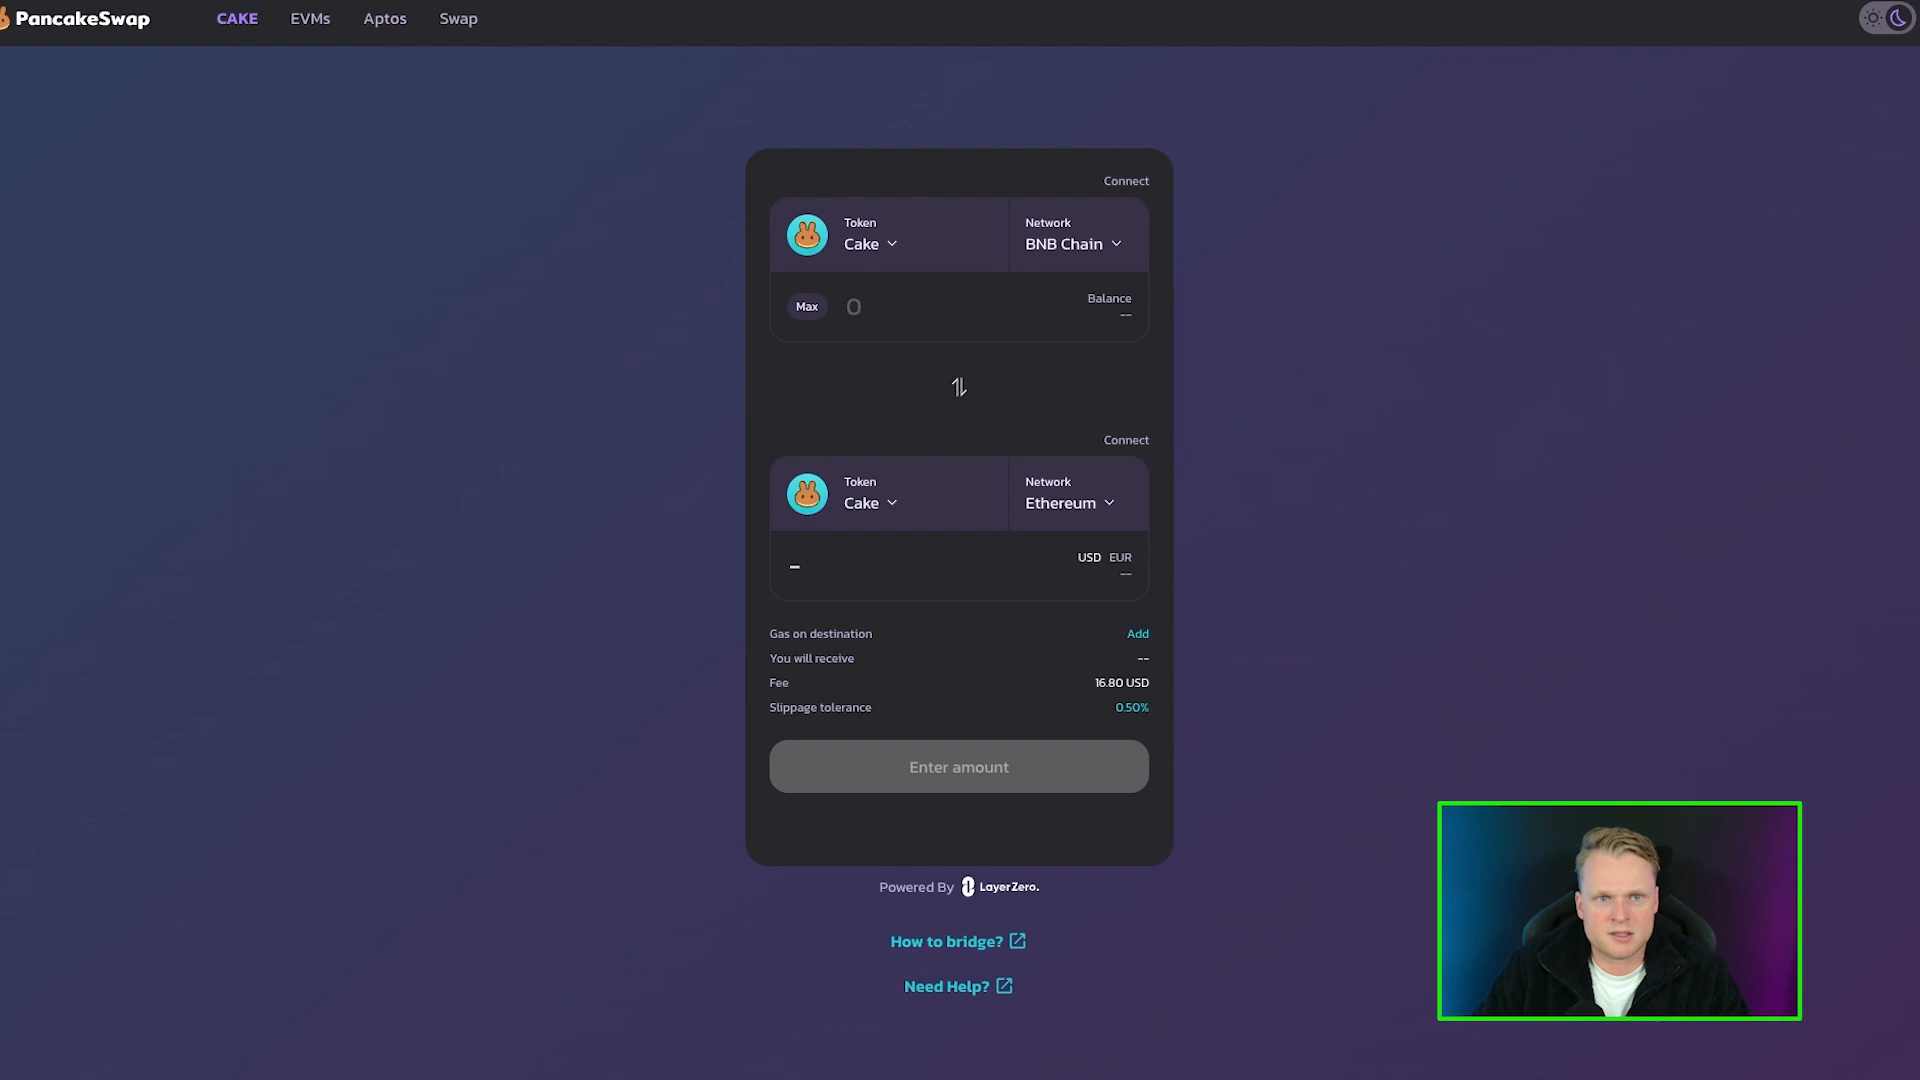 PancakeSwap
CAKE EVMs Aptos Swap
Connect
Token Network
Cake BNB Chain
Max 0 Balance
--
Connect
Token Network
Cake Ethereum
- USD EUR
--
Gas on destination Add
You will receive --
Fee 16.80 USD
Slippage tolerance 0.50%
Enter amount
Powered By LayerZero.
How to bridge?
Need Help?